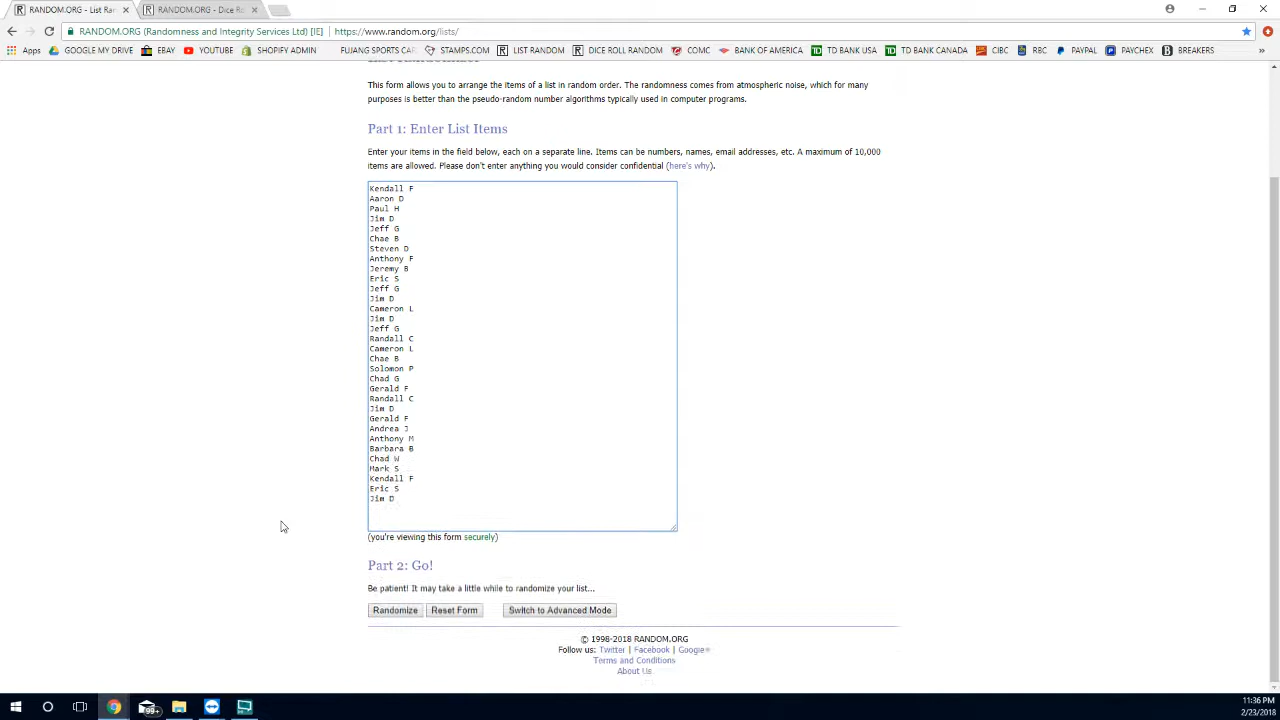 RANDOM.ORG - List Ran
RANDOM.ORG - Dice Ro
RANDOM.ORG (Randomness and Integrity Services Ltd) [IE] https://www.random.org/lists/
Apps GOOGLE MY DRIVE EBAY YOUTUBE SHOPIFY ADMIN FUJANG SPORTS CAR STAMPS.COM LIST RANDOM DICE ROLL RANDOM COMC BANK OF AMERICA TD BANK USA TD BANK CANADA CIBC RBC PAYPAL PAYCHEX BREAKERS »
This form allows you to arrange the items of a list in random order. The randomness comes from atmospheric noise, which for many
purposes is better than the pseudo-random number algorithms typically used in computer programs.
Part 1: Enter List Items
Enter your items in the field below, each on a separate line. Items can be numbers, names, email addresses, etc. A maximum of 10,000
items are allowed. Please don't enter anything you would consider confidential (here's why).
Kendall F
Aaron D
Paul H
Jim D
Jeff G
Chae B
Steven D
Anthony F
Jeremy B
Eric S
Jeff G
Jim D
Cameron L
Jim D
Jeff G
Randall C
Cameron L
Chae B
Solomon P
Chad G
Gerald F
Randall C
Jim D
Gerald F
Andrea J
Anthony M
Barbara B
Chad W
Mark S
Kendall F
Eric S
Jim D
(you're viewing this form securely)
Part 2: Go!
Be patient! It may take a little while to randomize your list...
Randomize Reset Form Switch to Advanced Mode
© 1998-2018 RANDOM.ORG
Follow us: Twitter | Facebook | Google+
Terms and Conditions
About Us
99+
11:36 PM
2/23/2018